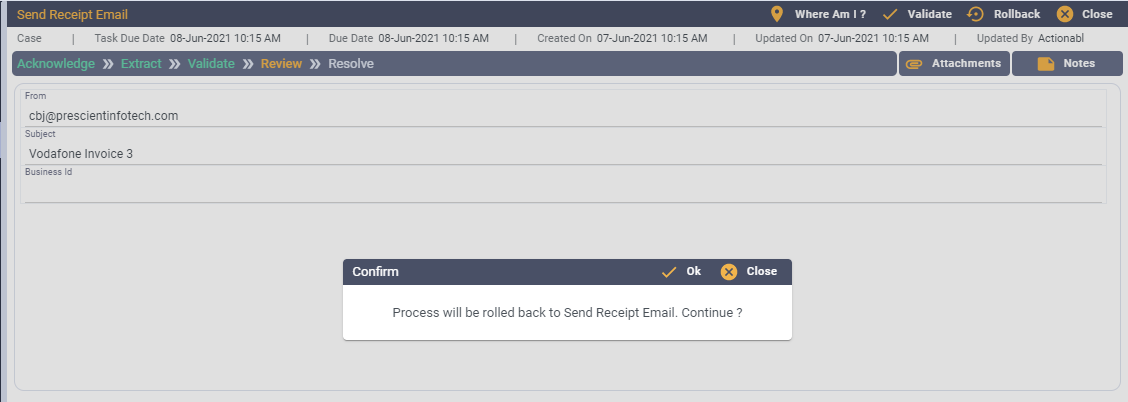 Send Receipt Email Where Am I ? Validate Rollback Close
Case | Task Due Date 08-Jun-2021 10:15 AM | Due Date 08-Jun-2021 10:15 AM | Created On 07-Jun-2021 10:15 AM | Updated On 07-Jun-2021 10:15 AM | Updated By Actionabl
Acknowledge » Extract » Validate » Review » Resolve Attachments Notes
From
cbj@prescientinfotech.com
Subject
Vodafone Invoice 3
Business Id
Confirm Ok Close
Process will be rolled back to Send Receipt Email. Continue ?